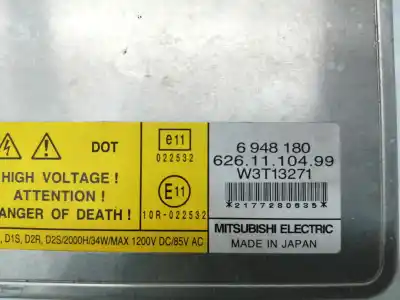 DOT
HIGH VOLTAGE !
ATTENTION !
DANGER OF DEATH !
, D1S, D2R, D2S/2000H/34W/MAX 1200V DC/85V AC
e11
022532
E11
10R-022532
6 948 180
626.11.104.99
W3T13271
*2177280635*
MITSUBISHI ELECTRIC
MADE IN JAPAN